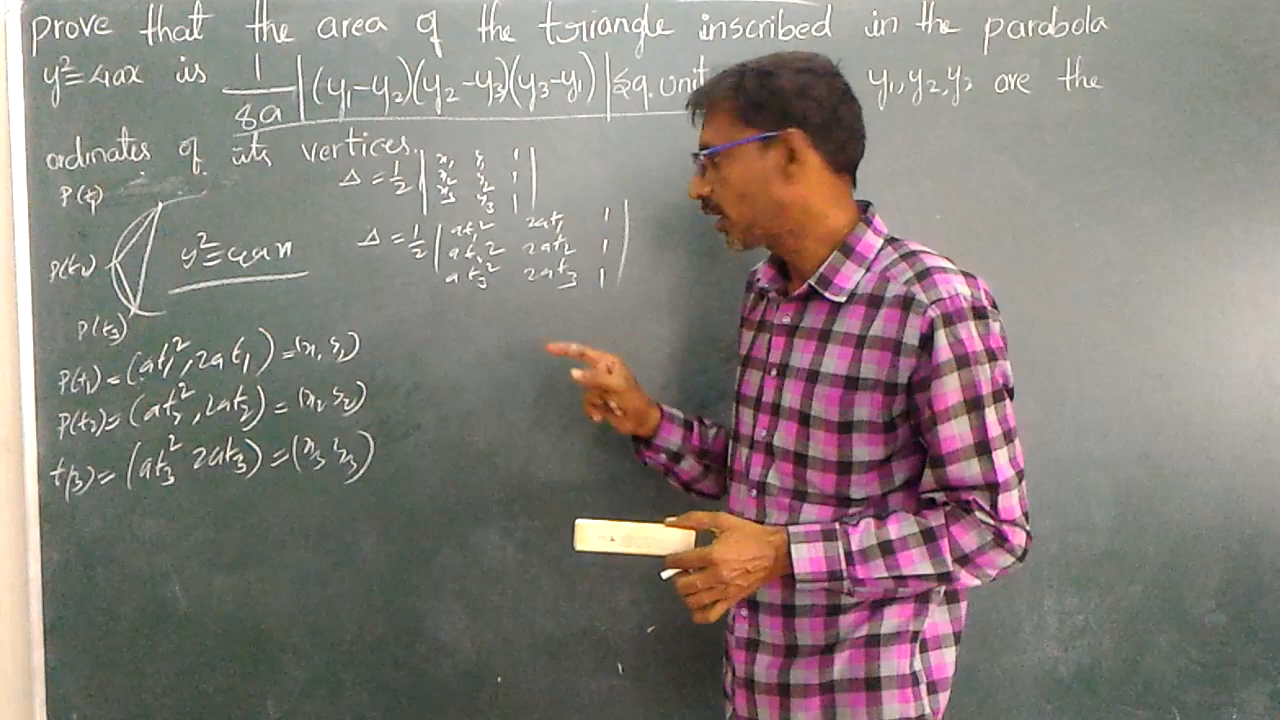 prove that the area of the triangle inscribed in the parabola
y²=4ax is 1/8a |(y₁-y₂)(y₂-y₃)(y₃-y₁)| sq.unit y₁,y₂,y₃ are the
ordinates of its vertices.
Δ = 1/2 | x₁ y₁ 1 |
| x₂ y₂ 1 |
| x₃ y₃ 1 |
P(t₁)
Δ = 1/2 | at₁² 2at₁ 1 |
| at₂² 2at₂ 1 |
| at₃² 2at₃ 1 |
P(t₂)
y²=4ax
P(t₃)
P(t₁) = (at₁², 2at₁) = (x₁ y₁)
P(t₂) = (at₂², 2at₂) = (x₂ y₂)
= (at₃² 2at₃) = (x₃ y₃)